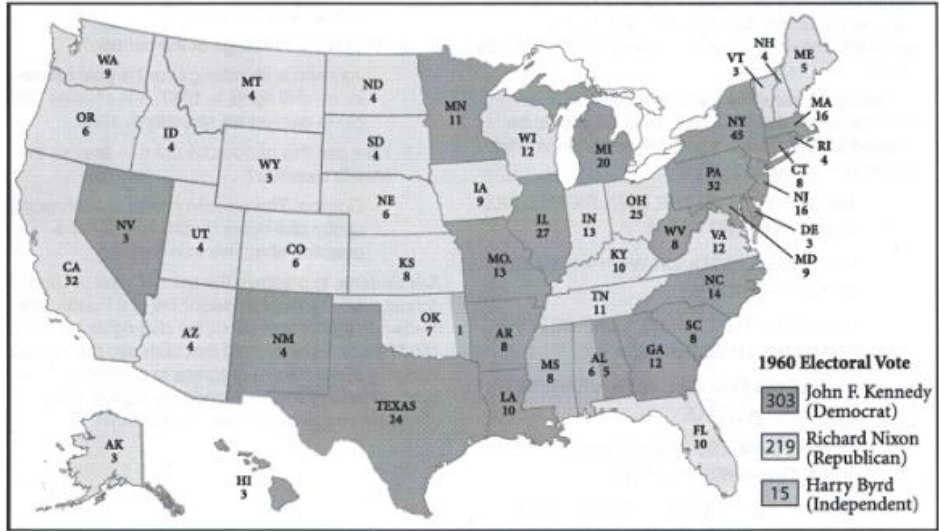 WA
9
OR
6
CA
32
NV
3
ID
4
MT
4
WY
3
UT
4
AZ
4
CO
6
NM
4
ND
4
SD
4
NE
6
KS
8
OK
7
1
TEXAS
24
MN
11
IA
9
MO.
13
AR
8
LA
10
WI
12
IL
27
MI
20
IN
13
OH
25
KY
10
TN
11
MS
8
AL
6 5
GA
12
FL
10
SC
8
NC
14
VA
12
WV
8
PA
32
NY
45
VT
3
NH
4
ME
5
MA
16
RI
4
CT
8
NJ
16
DE
3
MD
9
AK
3
HI
3
1960 Electoral Vote
303 John F. Kennedy
(Democrat)
219 Richard Nixon
(Republican)
15 Harry Byrd
(Independent)